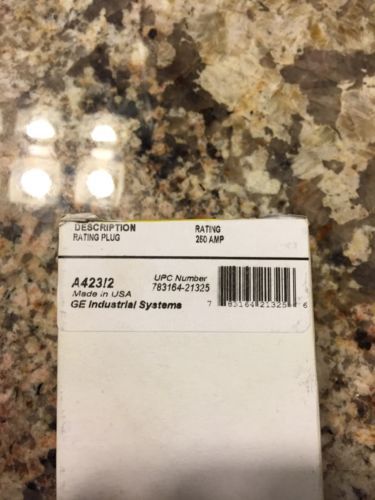 DESCRIPTION RATING
RATING PLUG 250 AMP
A423I2 UPC Number
Made in USA 783164-21325
GE Industrial Systems 7 83164 21325 6